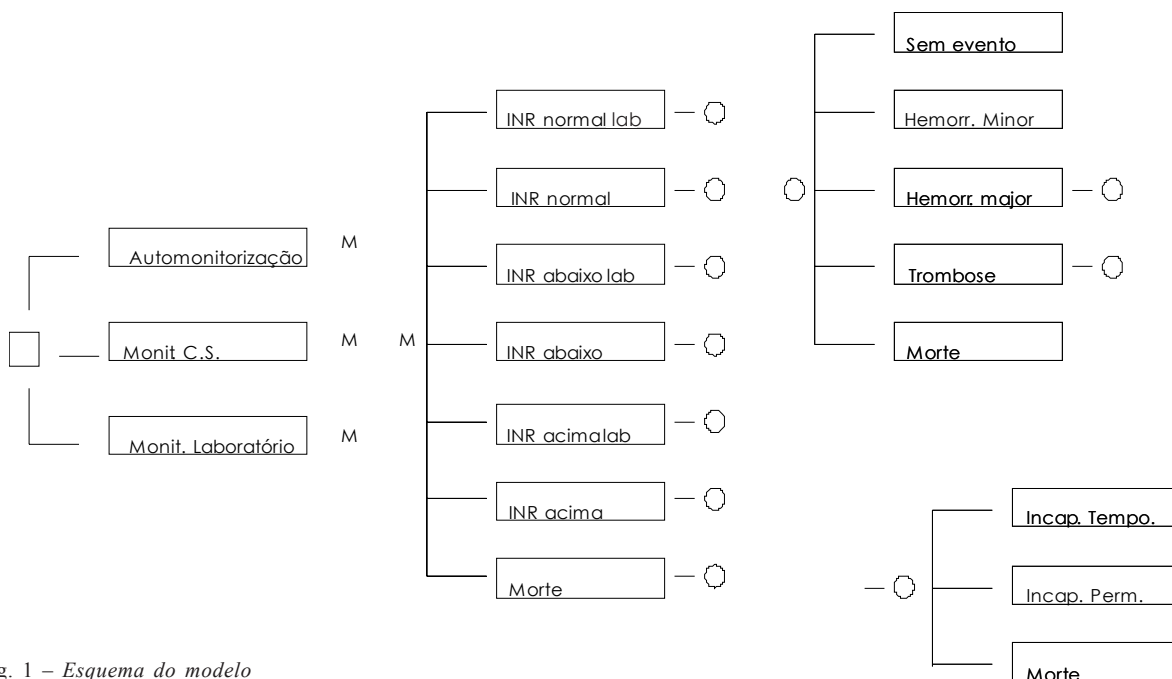 Automonitorização
M
Monit. C.S.
M
Monit. Laboratório
M
M
INR normal lab
INR normal
INR abaixo lab
INR abaixo
INR acimalab
INR acima
Morte
Sem evento
Hemorr. Minor
Hemorr. major
Trombose
Morte
Incap. Tempo.
Incap. Perm.
Morte
g. 1 – Esquema do modelo